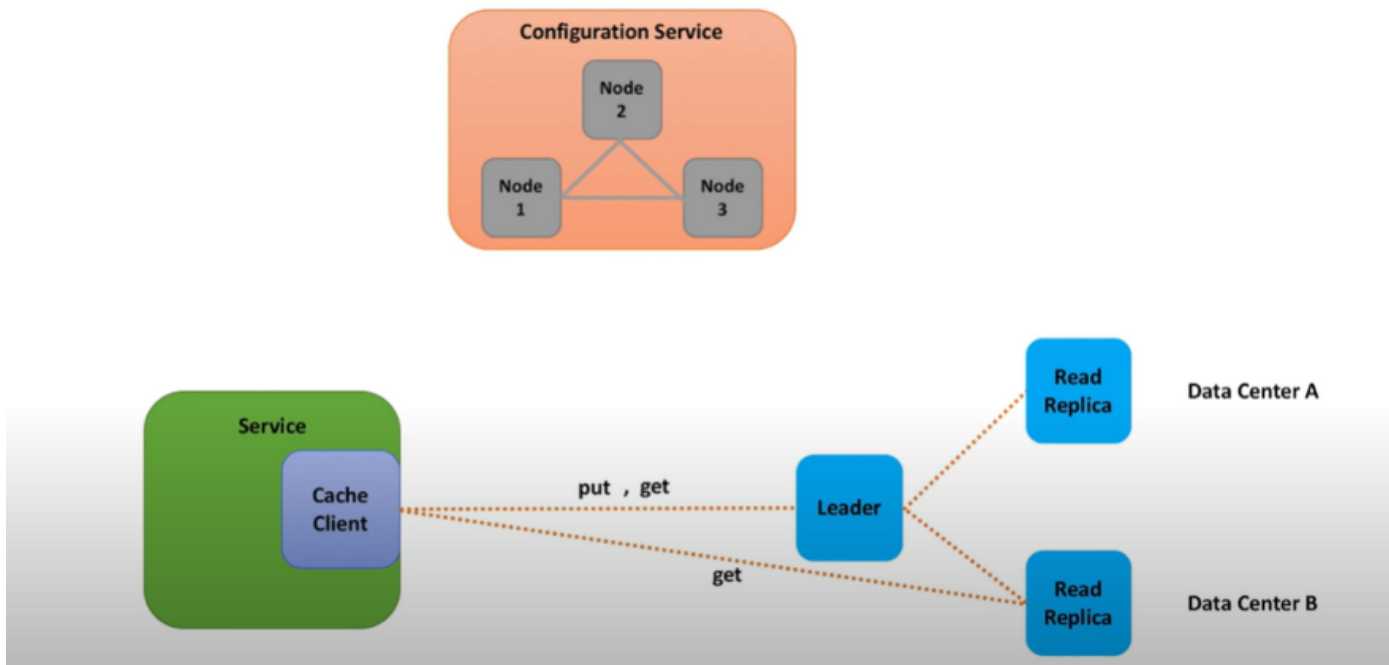 Configuration Service
Node
2
Node
1
Node
3
Service
Cache
Client
put , get
get
Leader
Read
Replica
Data Center A
Read
Replica
Data Center B